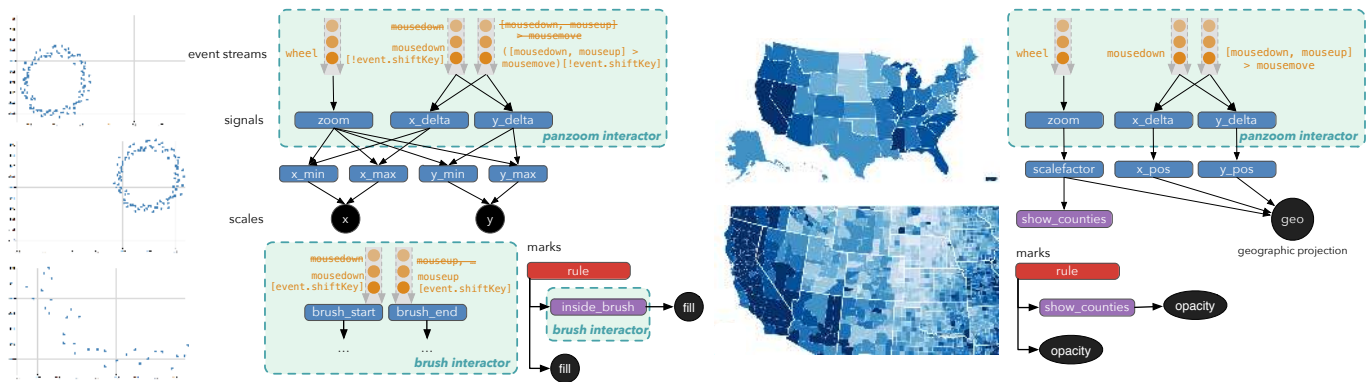 event streams
wheel
mousedown
mousedown
[!event.shiftKey]
[mousedown, mouseup]
> mousemove
([mousedown, mouseup] >
mousemove)[!event.shiftKey]
signals
zoom
x_delta
y_delta
panzoom interactor
x_min
x_max
y_min
y_max
scales
x
y
mousedown
mousedown
[event.shiftKey]
mouseup, …
mouseup
[event.shiftKey]
brush_start
brush_end
...
...
brush interactor
marks
rule
inside_brush
fill
brush interactor
fill
wheel
mousedown
[mousedown, mouseup]
> mousemove
zoom
x_delta
y_delta
panzoom interactor
scalefactor
x_pos
y_pos
show_counties
geo
geographic projection
marks
rule
show_counties
opacity
opacity